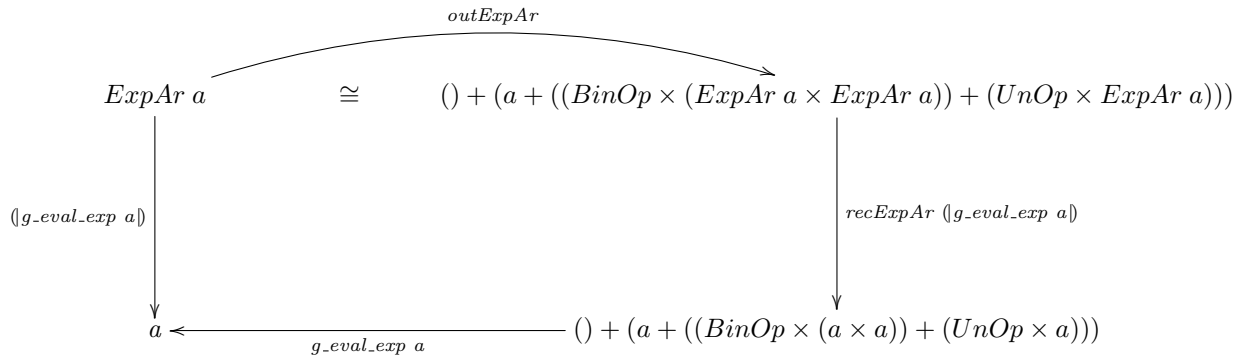 outExpAr
ExpAr a ≅ () + (a + ((BinOp × (ExpAr a × ExpAr a)) + (UnOp × ExpAr a)))
⦇g_eval_exp a⦈ recExpAr ⦇g_eval_exp a⦈
a () + (a + ((BinOp × (a × a)) + (UnOp × a)))
g_eval_exp a